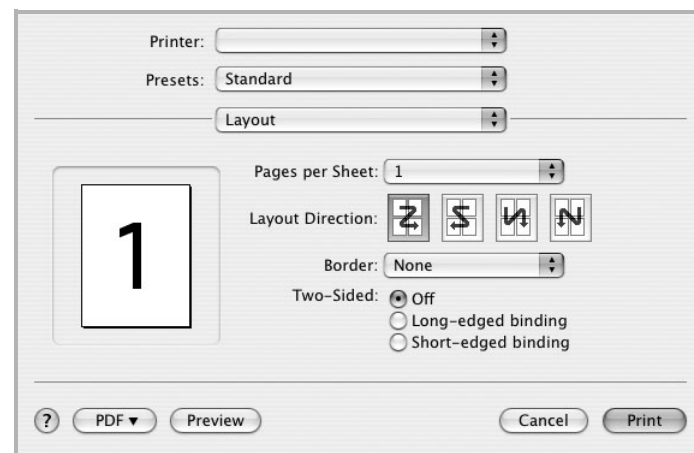 Printer:
Presets: Standard
Layout
Pages per Sheet: 1
1
Layout Direction:
Border: None
Two-Sided: Off
Long-edged binding
Short-edged binding
? PDF▼ Preview Cancel Print